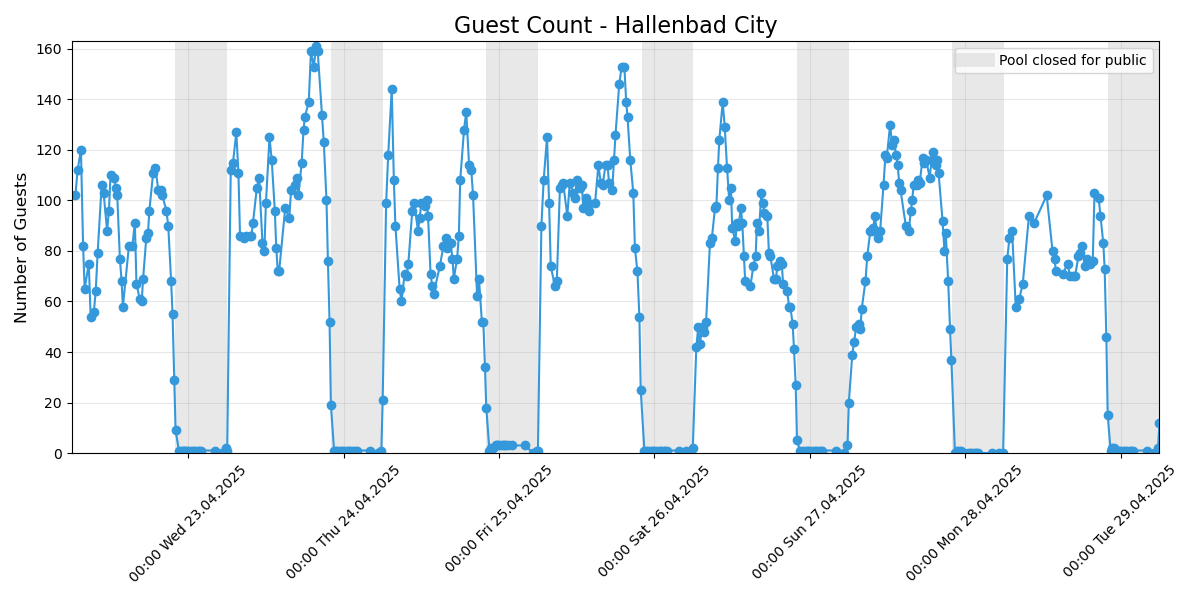 Guest Count - Hallenbad City
Pool closed for public
Number of Guests
160
140
120
100
80
60
40
20
0
00:00 Wed 23.04.2025
00:00 Thu 24.04.2025
00:00 Fri 25.04.2025
00:00 Sat 26.04.2025
00:00 Sun 27.04.2025
00:00 Mon 28.04.2025
00:00 Tue 29.04.2025